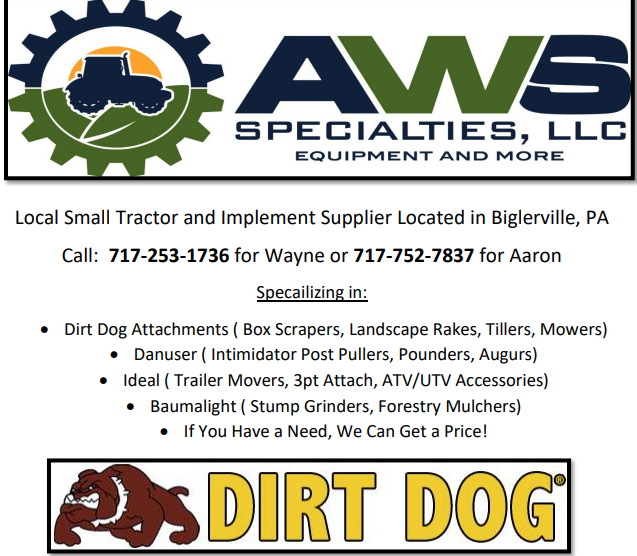 AWS
SPECIALTIES, LLC
EQUIPMENT AND MORE
Local Small Tractor and Implement Supplier Located in Biglerville, PA
Call: 717-253-1736 for Wayne or 717-752-7837 for Aaron
Specailizing in:
• Dirt Dog Attachments ( Box Scrapers, Landscape Rakes, Tillers, Mowers)
• Danuser ( Intimidator Post Pullers, Pounders, Augurs)
• Ideal ( Trailer Movers, 3pt Attach, ATV/UTV Accessories)
• Baumalight ( Stump Grinders, Forestry Mulchers)
• If You Have a Need, We Can Get a Price!
DIRT DOG®